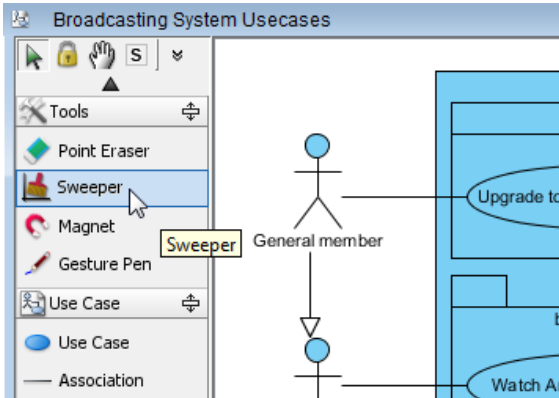 Broadcasting System Usecases
S
Tools
Point Eraser
Sweeper
Magnet
Sweeper
Gesture Pen
Use Case
Use Case
Association
Upgrade to
General member
b
Watch A